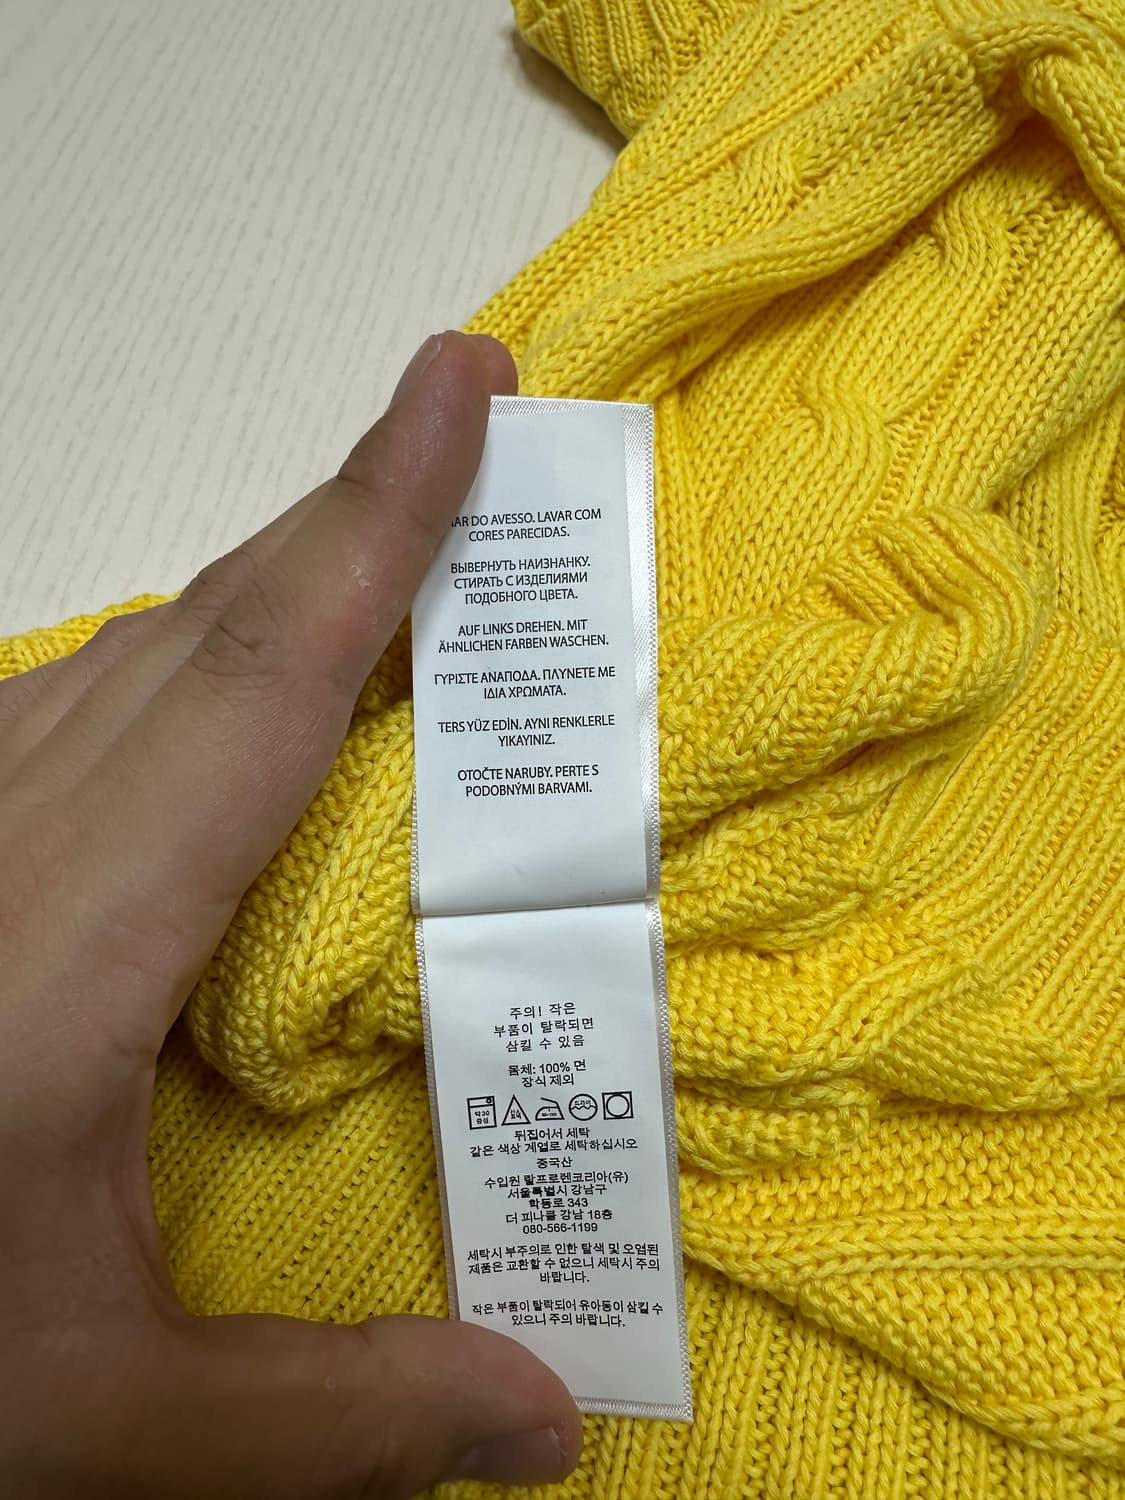 DO AVESSO. LAVAR COM
CORES PARECIDAS.
ВЫВЕРНУТЬ НАИЗНАНКУ.
СТИРАТЬ С ИЗДЕЛИЯМИ
ПОДОБНОГО ЦВЕТА.
AUF LINKS DREHEN. MIT
ÄHNLICHEN FARBEN WASCHEN.
ΓΥΡΙΣΤΕ ΑΝΑΠΟΔΑ. ΠΛΥΝΕΤΕ ΜΕ
ΙΔΙΑ ΧΡΩΜΑΤΑ.
TERS YÜZ EDİN. AYNI RENKLERLE
YIKAYINIZ.
OTOČTE NARUBY. PERTE S
PODOBNÝMI BARVAMI.
주의! 작은
부품이 탈락되면
삼킬 수 있음
몸체: 100% 면
장식 제외
약30
중성
드라이
뒤집어서 세탁
같은 색상 계열로 세탁하십시오
중국산
수입원 랄프로렌코리아(유)
서울특별시 강남구
학동로 343
더 피나클 강남 18층
080-566-1199
세탁시 부주의로 인한 탈색 및 오염된
제품은 교환할 수 없으니 세탁시 주의
바랍니다.
작은 부품이 탈락되어 유아동이 삼킬 수
있으니 주의 바랍니다.